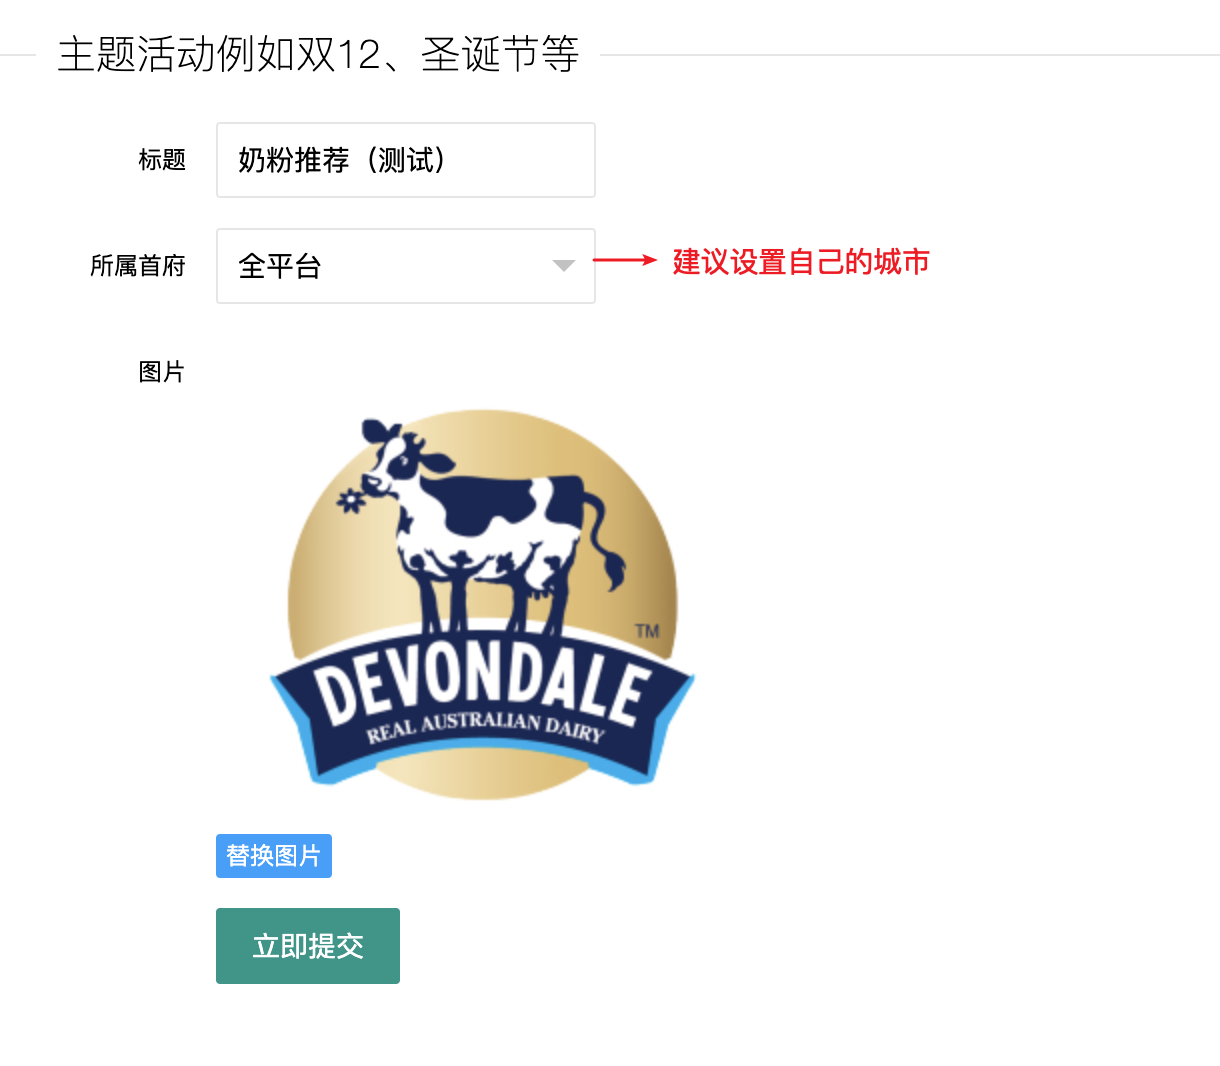 主题活动例如双12、圣诞节等
标题
奶粉推荐（测试）
所属首府
全平台
建议设置自己的城市
图片
TM
DEVONDALE
REAL AUSTRALIAN DAIRY
替换图片
立即提交